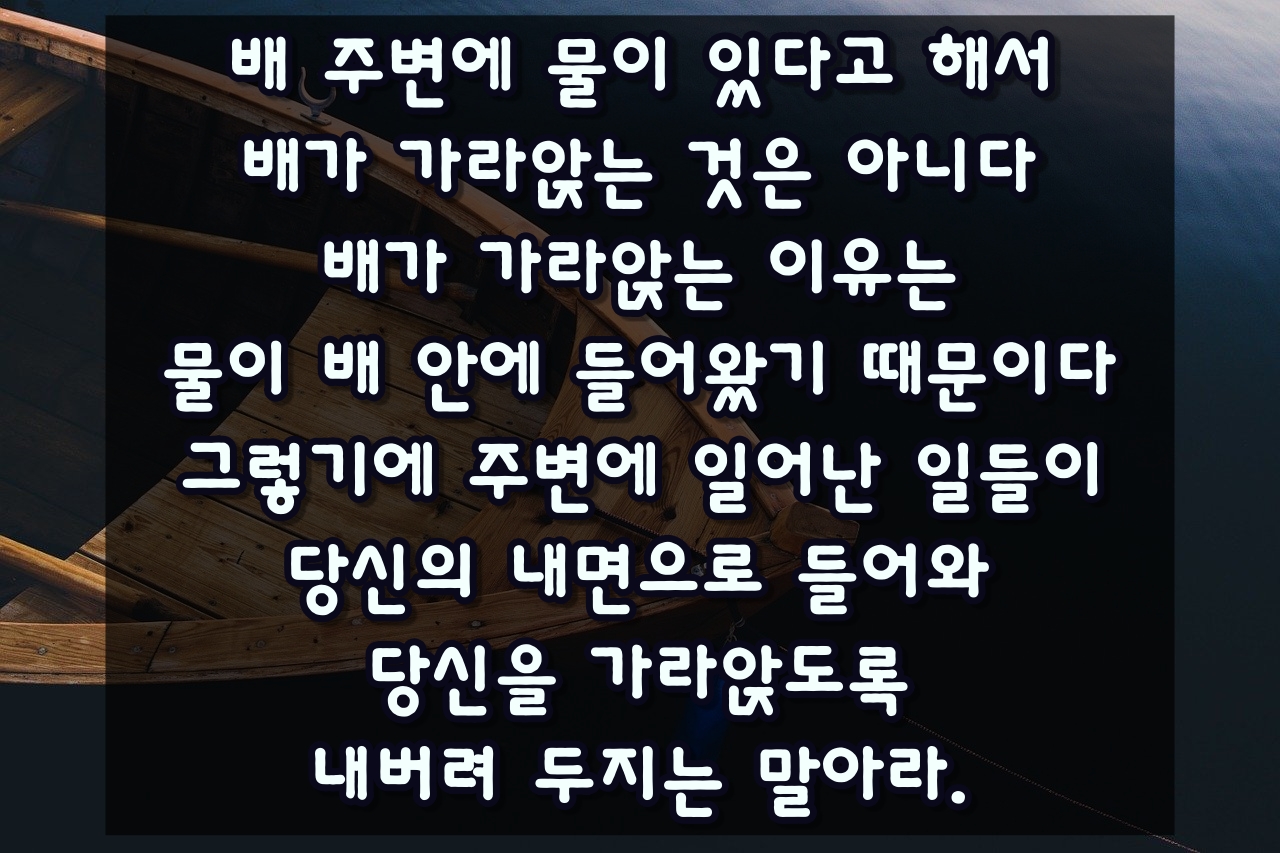 배 주변에 물이 있다고 해서
배가 가라앉는 것은 아니다
배가 가라앉는 이유는
물이 배 안에 들어왔기 때문이다
그렇기에 주변에 일어난 일들이
당신의 내면으로 들어와
당신을 가라앉도록
내버려 두지는 말아라.